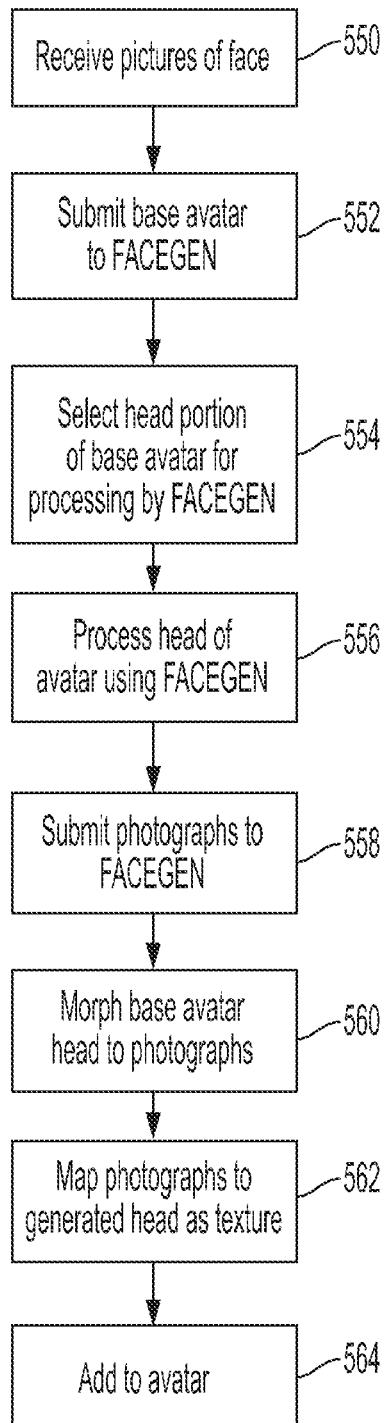 Receive pictures of face
550
Submit base avatar
to FACEGEN
552
Select head portion
of base avatar for
processing by FACEGEN
554
Process head of
avatar using FACEGEN
556
Submit photographs to
FACEGEN
558
Morph base avatar
head to photographs
560
Map photographs to
generated head as texture
562
Add to avatar
564